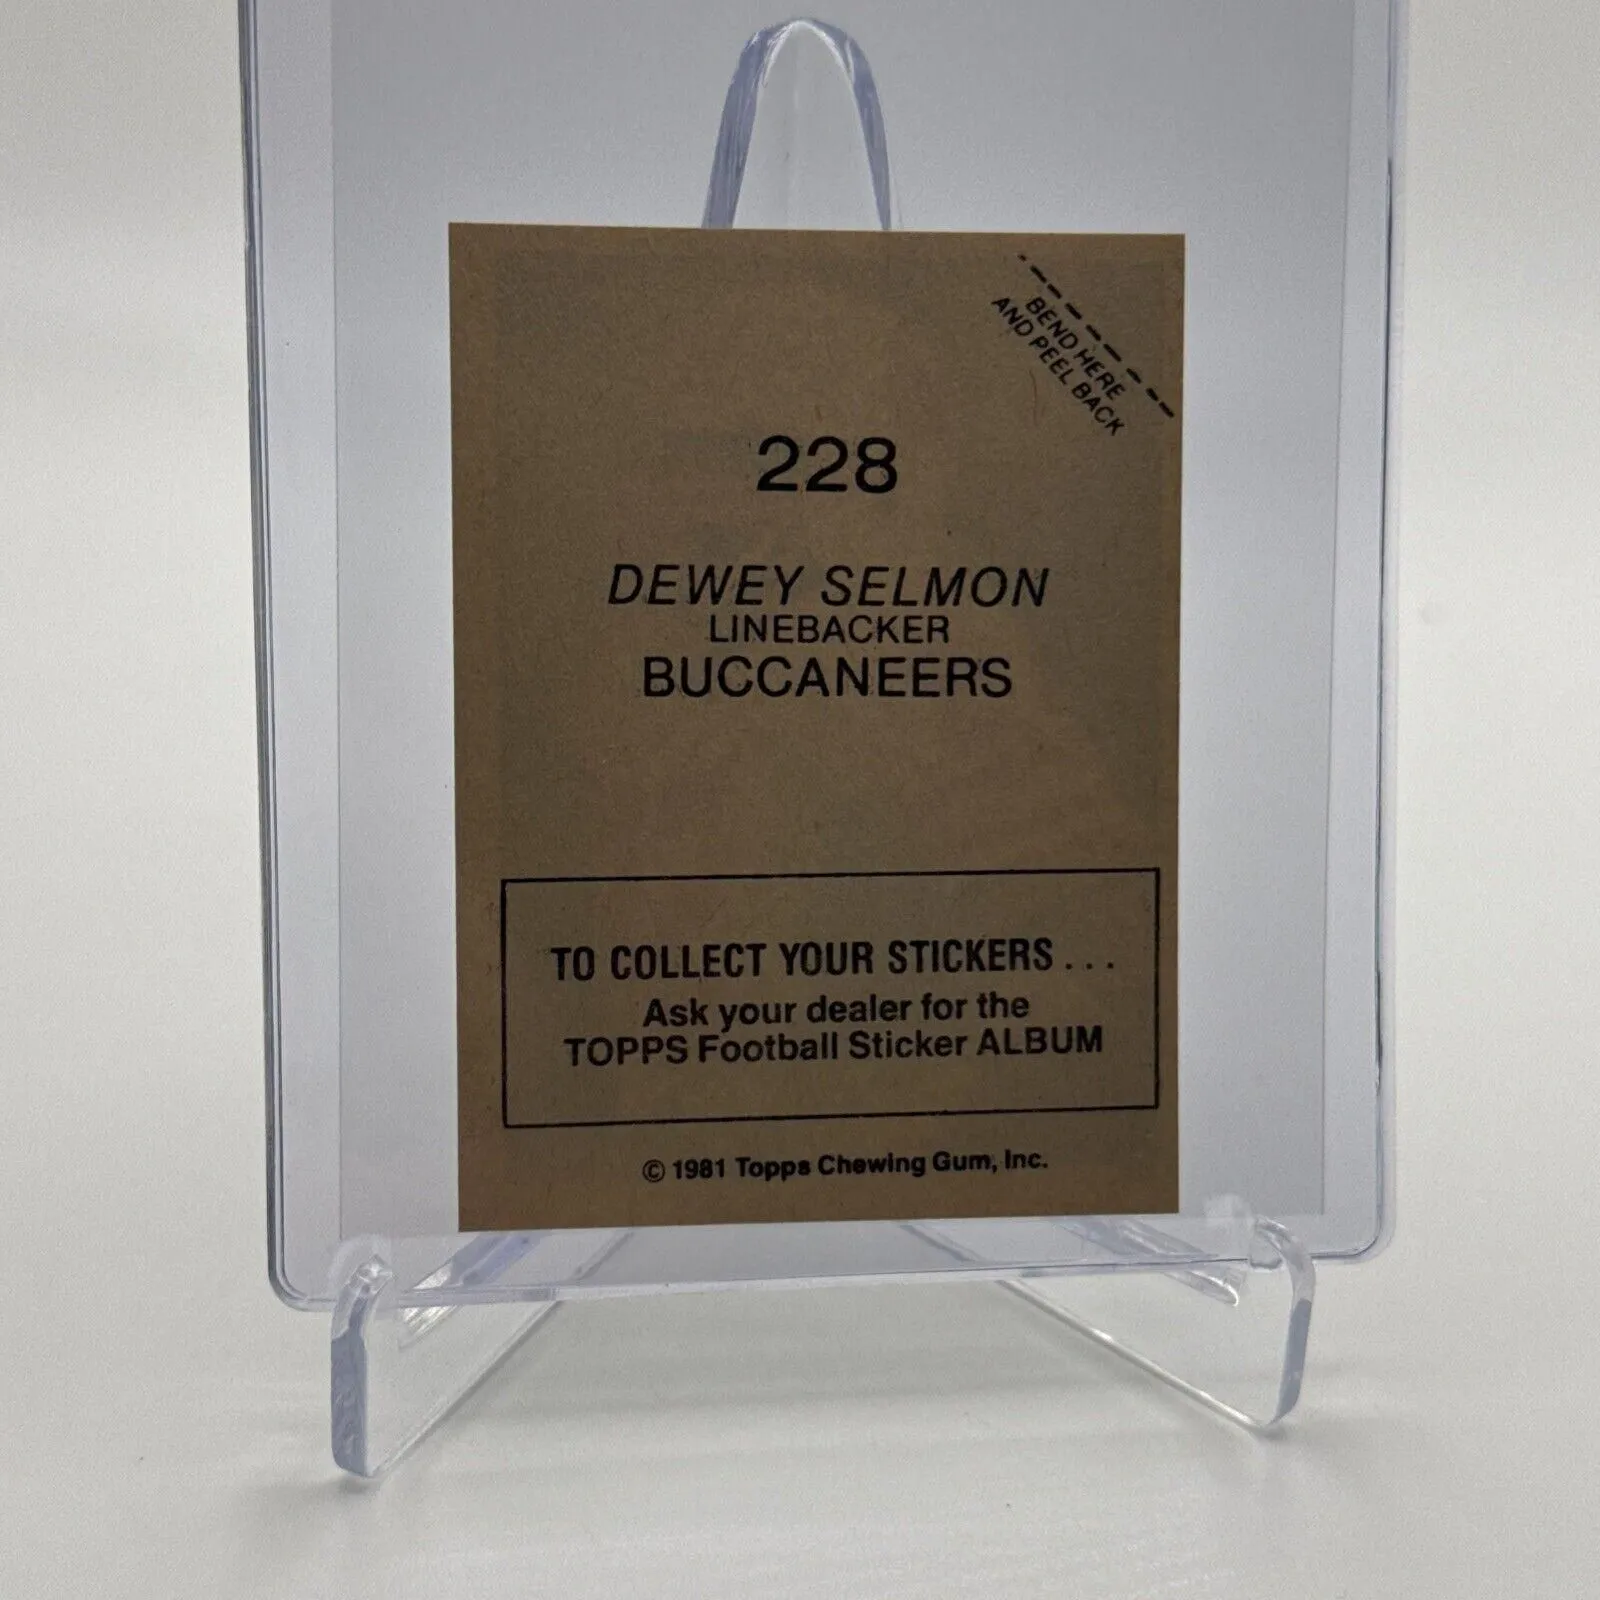 BEND HERE
AND PEEL BACK
228
DEWEY SELMON
LINEBACKER
BUCCANEERS
TO COLLECT YOUR STICKERS . . .
Ask your dealer for the
TOPPS Football Sticker ALBUM
© 1981 Topps Chewing Gum, Inc.